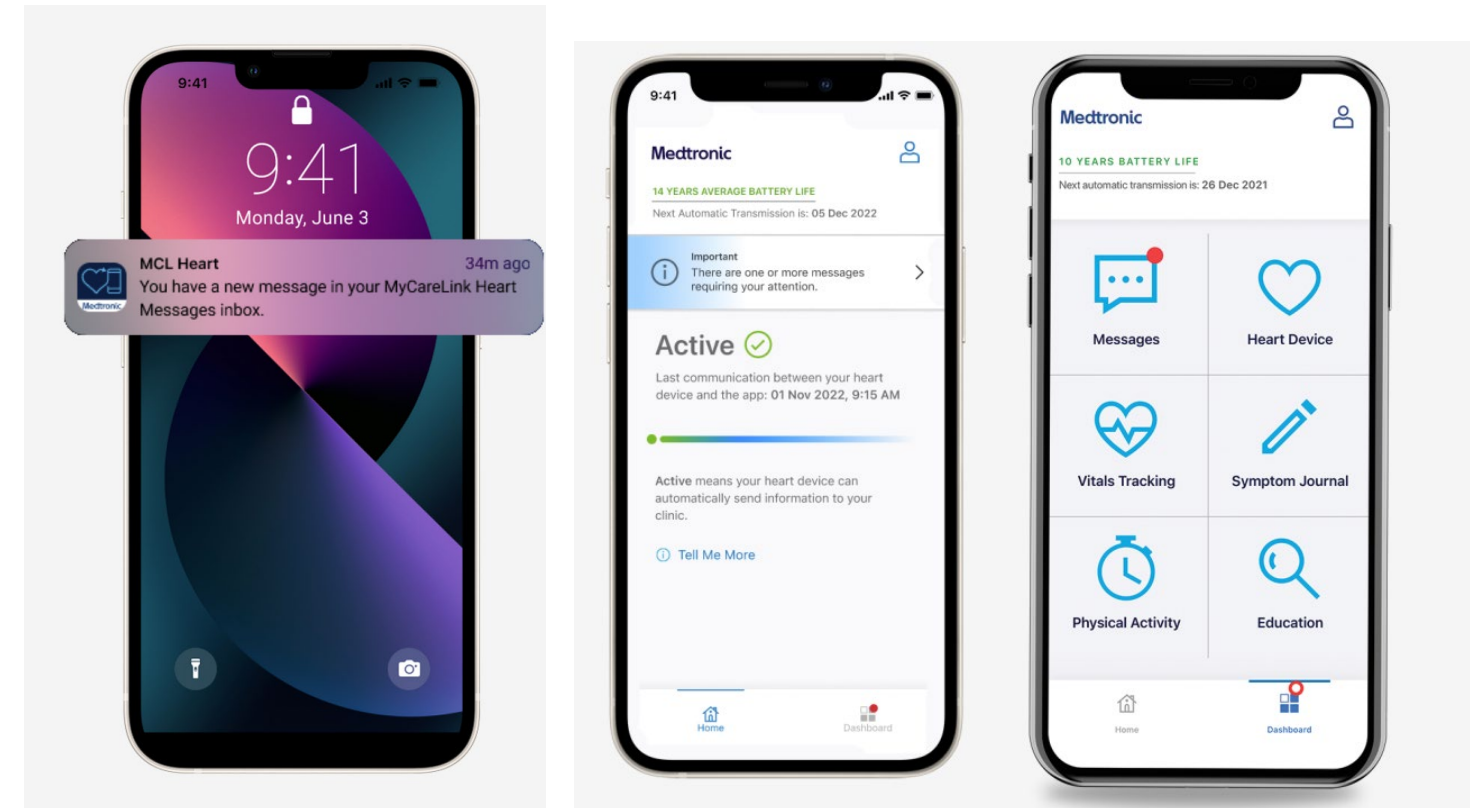 9:41
9:41
Monday, June 3
MCL Heart
34m ago
You have a new message in your MyCareLink Heart
Messages inbox.
Medtronic
9:41
Medtronic
14 YEARS AVERAGE BATTERY LIFE
Next Automatic Transmission is: 05 Dec 2022
Important
There are one or more messages
requiring your attention.
Active
Last communication between your heart
device and the app: 01 Nov 2022, 9:15 AM
Active means your heart device can
automatically send information to your
clinic.
Tell Me More
Home
Dashboard
Medtronic
10 YEARS BATTERY LIFE
Next automatic transmission is: 26 Dec 2021
Messages
Heart Device
Vitals Tracking
Symptom Journal
Physical Activity
Education
Home
Dashboard